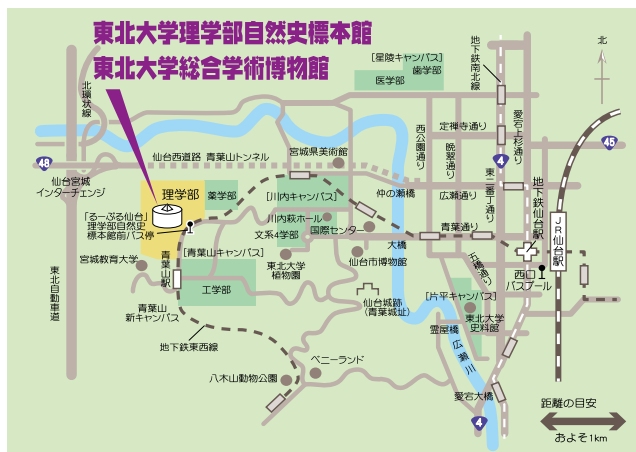 東北大学理学部自然史標本館
東北大学総合学術博物館
北
[星陵キャンパス]
歯学部
医学部
地下鉄南北線
北環状線
愛宕上杉通り
定禅寺通り
西公園通り
晩翠通り
東二番丁通り
4
45
48
仙台西道路 青葉山トンネル
宮城県美術館
仙台宮城
インターチェンジ
理学部
薬学部
[川内キャンパス]
仲の瀬橋
広瀬通り
地下鉄仙台駅
JR仙台駅
「るーぷる仙台」
理学部自然史
標本館前バス停
川内萩ホール
国際センター
文系4学部
青葉通り
大橋
宮城教育大学
青葉山駅
[青葉山キャンパス]
東北大学
植物園
仙台市博物館
五橋通り
西口
バスプール
東北自動車道
工学部
仙台城跡
(青葉城址)
[片平キャンパス]
東北大学
史料館
青葉山
新キャンパス
霊屋橋
広瀬川
地下鉄東西線
ベニーランド
八木山動物公園
愛宕大橋
4
距離の目安
およそ1km